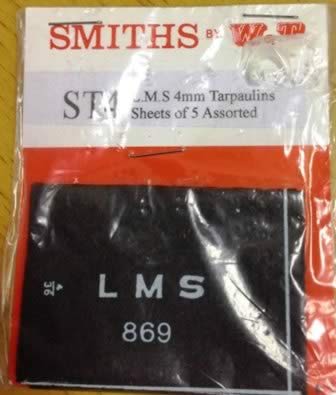 SMITHS BY W&T
ST4 L.M.S 4mm Tarpaulins
Sheets of 5 Assorted
L M S
869